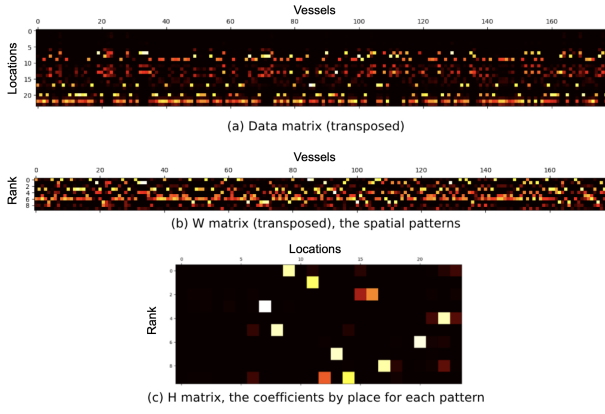 Vessels
0 20 40 60 80 100 120 140 160
Locations
0
5
10
15
20
(a) Data matrix (transposed)
Vessels
0 20 40 60 80 100 120 140 160
Rank
0
2
4
6
8
(b) W matrix (transposed), the spatial patterns
Locations
0 5 10 15 20
Rank
0
2
4
6
8
(c) H matrix, the coefficients by place for each pattern